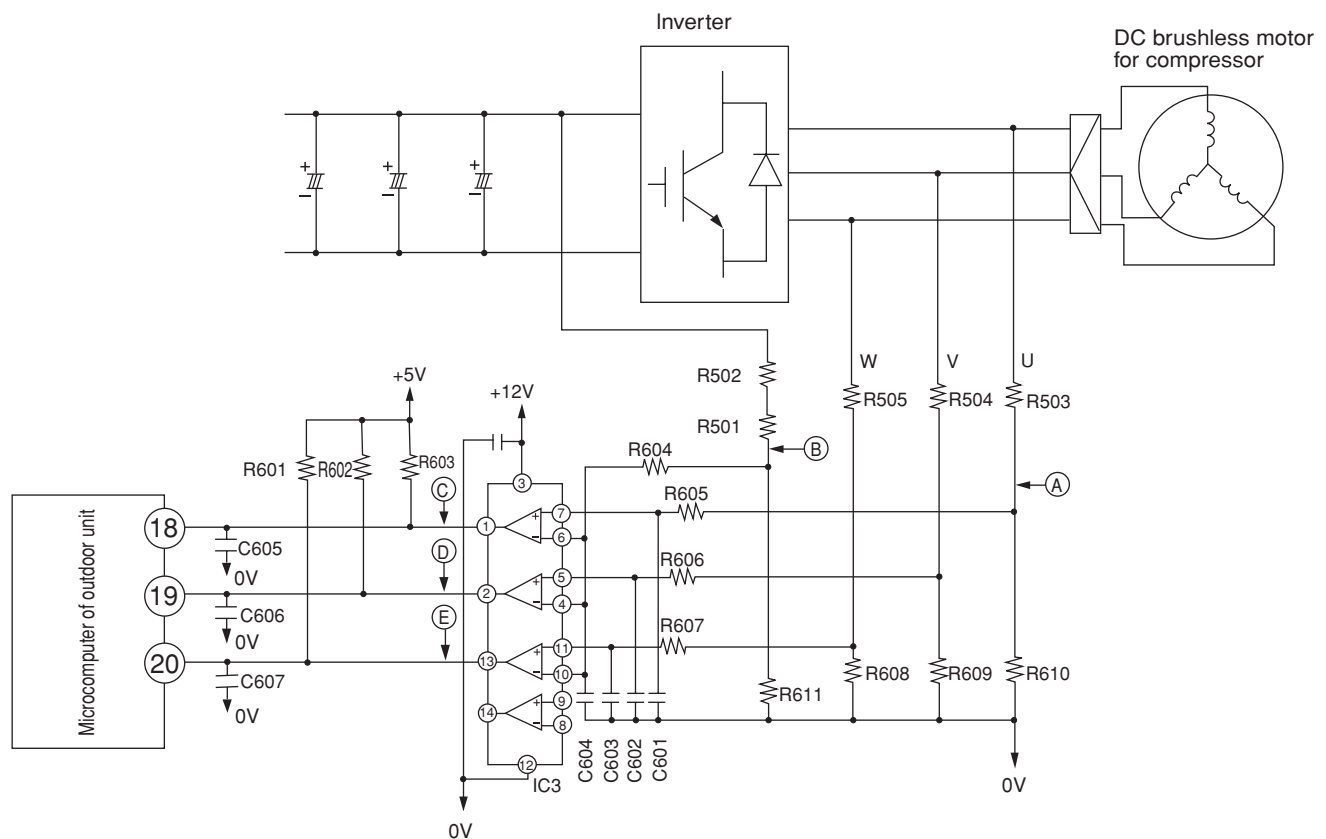 Inverter
DC brushless motor
for compressor
+
−
+
−
+
−
W
V
U
R502
R505
R504
R503
R501
+5V
+12V
B
R604
R601
R602
R603
A
C
3
R605
18
1
+
−
7
6
C605
0V
D
R606
19
2
+
−
5
4
C606
0V
E
R607
20
13
+
−
11
10
C607
0V
R608
R609
R610
R611
14
+
−
9
8
12
IC3
C604
C603
C602
C601
0V
0V
Microcomputer of outdoor unit